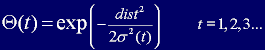 Θ(t) = exp(−dist²/2σ²(t)) t = 1,2,3...